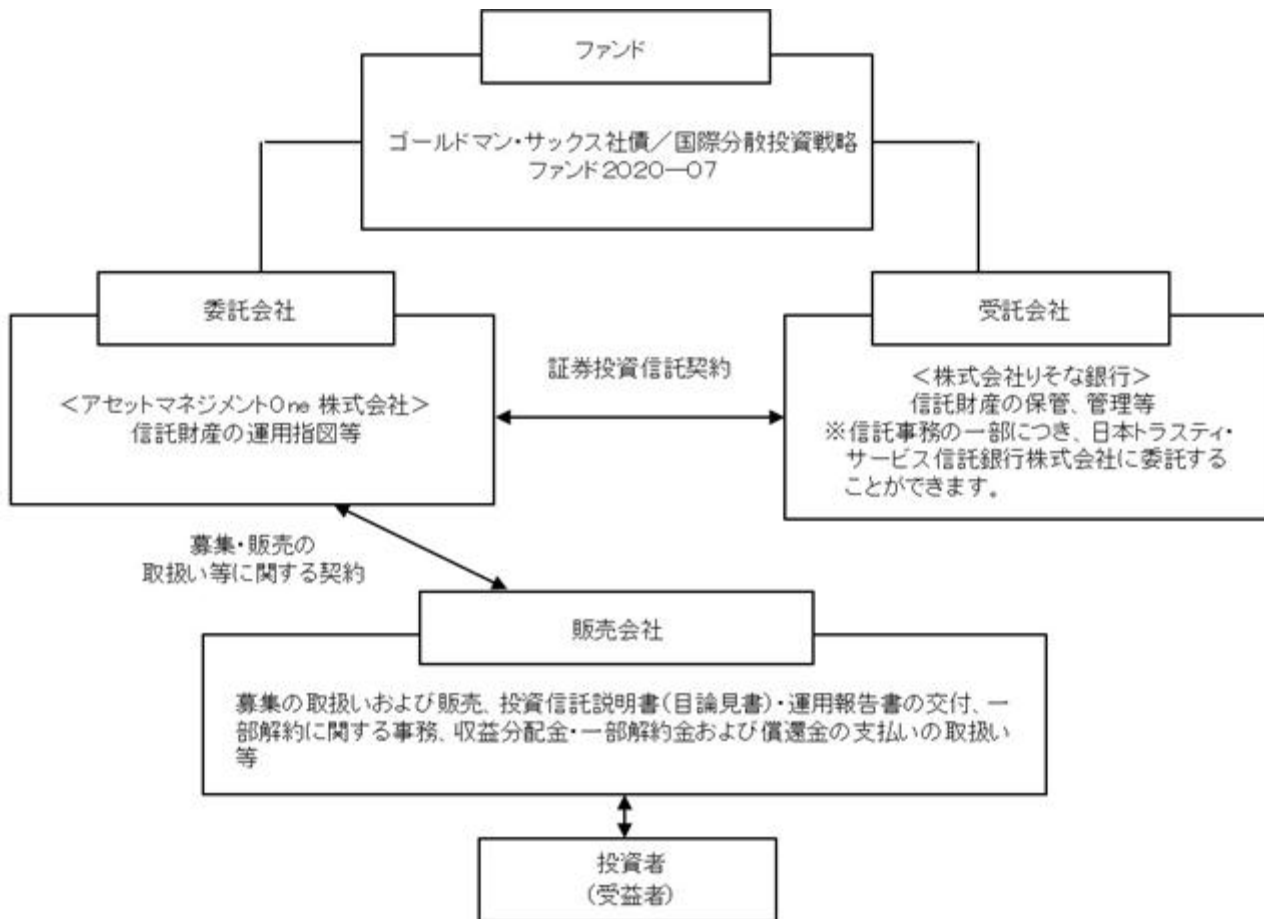 ファンド
ゴールドマン・サックス社債／国際分散投資戦略
ファンド2020―07
委託会社
＜アセットマネジメントOne 株式会社＞
信託財産の運用指図等
証券投資信託契約
受託会社
＜株式会社りそな銀行＞
信託財産の保管、管理等
※信託事務の一部につき、日本トラスティ・
サービス信託銀行株式会社に委託する
ことができます。
募集・販売の
取扱い等に関する契約
販売会社
募集の取扱いおよび販売、投資信託説明書(目論見書)・運用報告書の交付、一
部解約に関する事務、収益分配金・一部解約金および償還金の支払いの取扱い
等
投資者
(受益者)